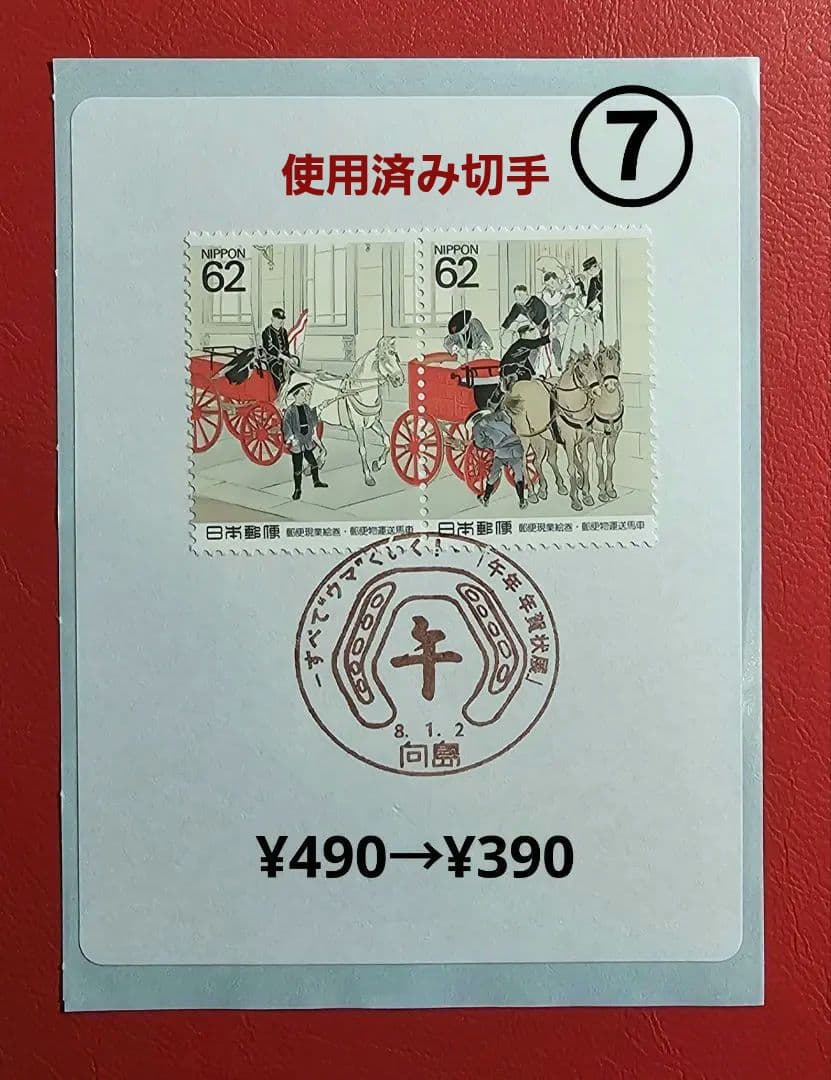 ⑦
使用済み切手
NIPPON
62
NIPPON
62
日本郵便 郵便現業絵巻・郵便物運送馬車
日本郵便 郵便現業絵巻・郵便物運送馬車
-すべて"ウマ"くいく！-「午年年賀状展」
午
8.1.2
向島
¥490→¥390